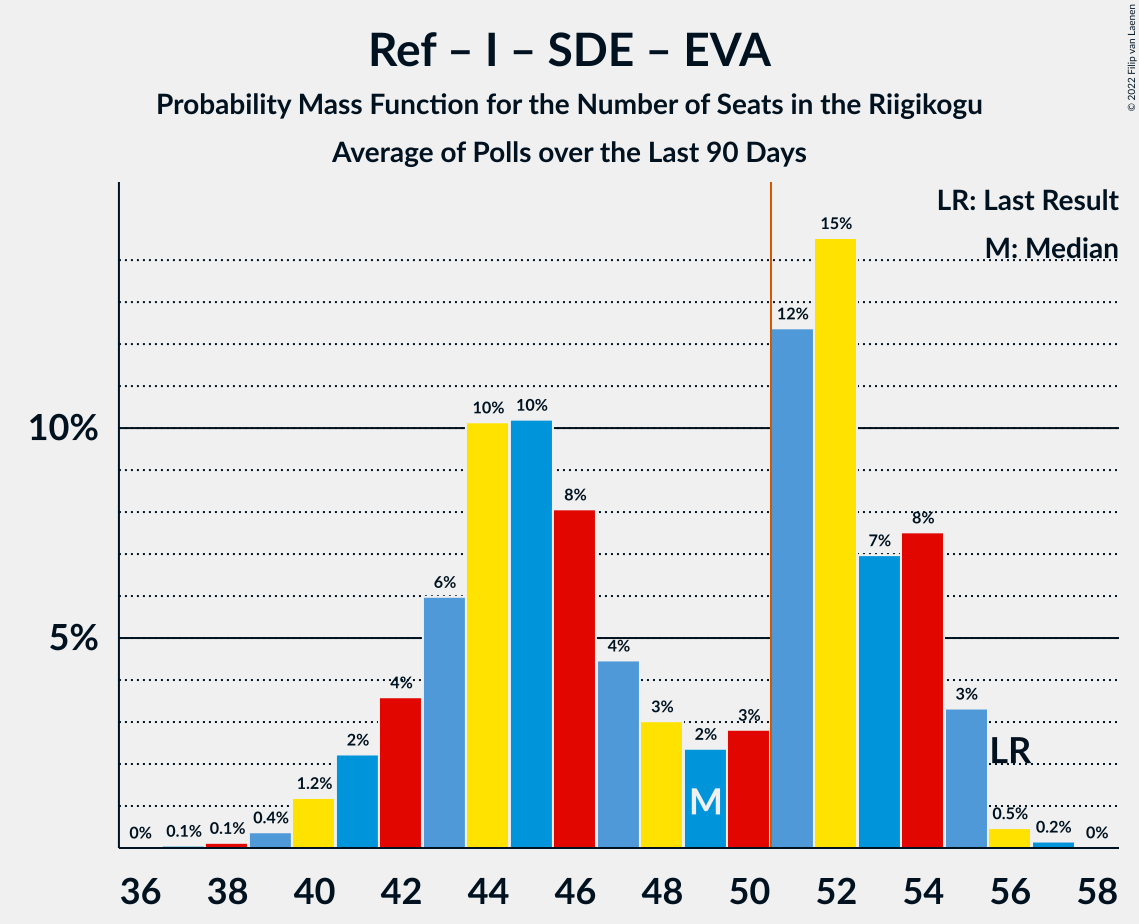 Ref – I – SDE – EVA
Probability Mass Function for the Number of Seats in the Riigikogu
Average of Polls over the Last 90 Days
© 2022 Filip van Laenen
LR: Last Result
M: Median
10%
5%
0% 0.1% 0.1% 0.4% 1.2% 2% 4% 6% 10% 10% 8% 4% 3% 2% 3% 12% 15% 7% 8% 3% 0.5% 0.2% 0%
LR
M
36 38 40 42 44 46 48 50 52 54 56 58